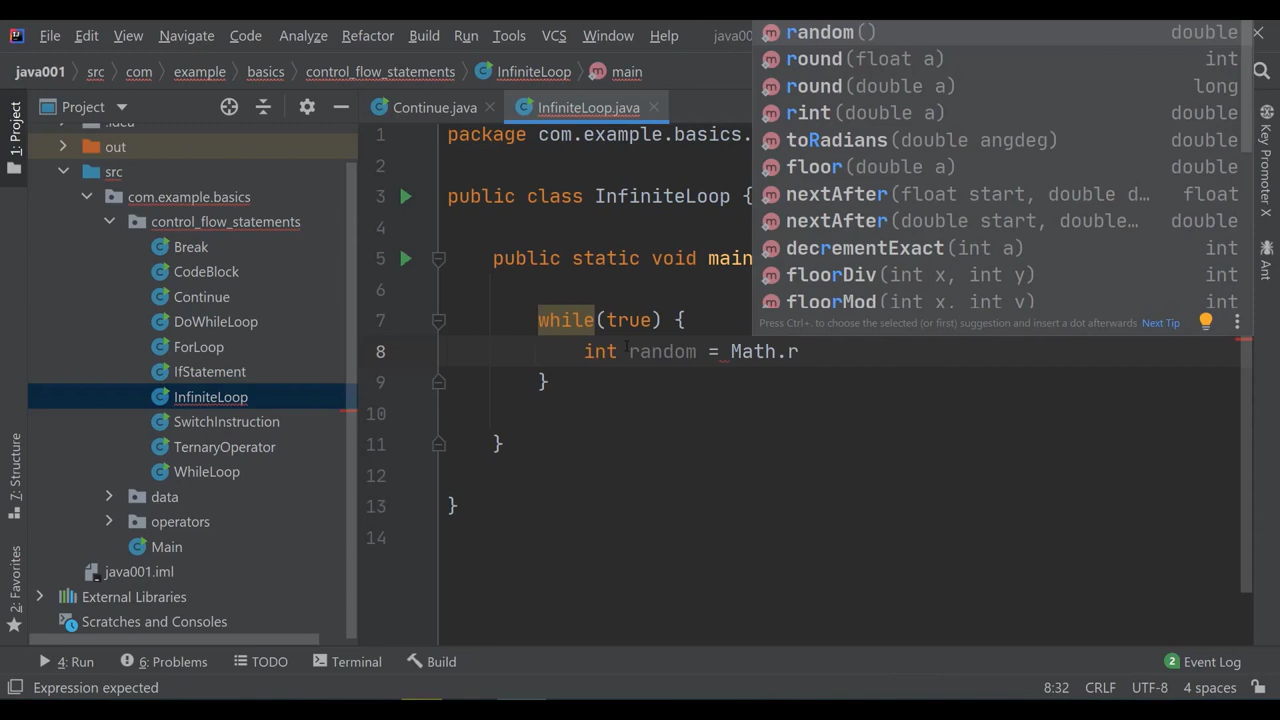 File Edit View Navigate Code Analyze Refactor Build Run Tools VCS Window Help
java001 src com example basics control_flow_statements InfiniteLoop main
Project
Continue.java InfiniteLoop.java
out
src
com.example.basics
control_flow_statements
Break
CodeBlock
Continue
DoWhileLoop
ForLoop
IfStatement
InfiniteLoop
SwitchInstruction
TernaryOperator
WhileLoop
data
operators
Main
java001.iml
External Libraries
Scratches and Consoles
1: Project
7: Structure
2: Favorites
1 package com.example.basics.
2
3 public class InfiniteLoop {
4
5 public static void main
6
7 while(true) {
8 int random = Math.r
9 }
10
11 }
12
13 }
14
random() double
round(float a) int
round(double a) long
rint(double a) double
toRadians(double angdeg) double
floor(double a) double
nextAfter(float start, double d... float
nextAfter(double start, double... double
decrementExact(int a) int
floorDiv(int x, int y) int
floorMod(int x, int y) int
Press Ctrl+. to choose the selected (or first) suggestion and insert a dot afterwards Next Tip
Key Promoter X
Ant
4: Run 6: Problems TODO Terminal Build 2 Event Log
Expression expected 8:32 CRLF UTF-8 4 spaces